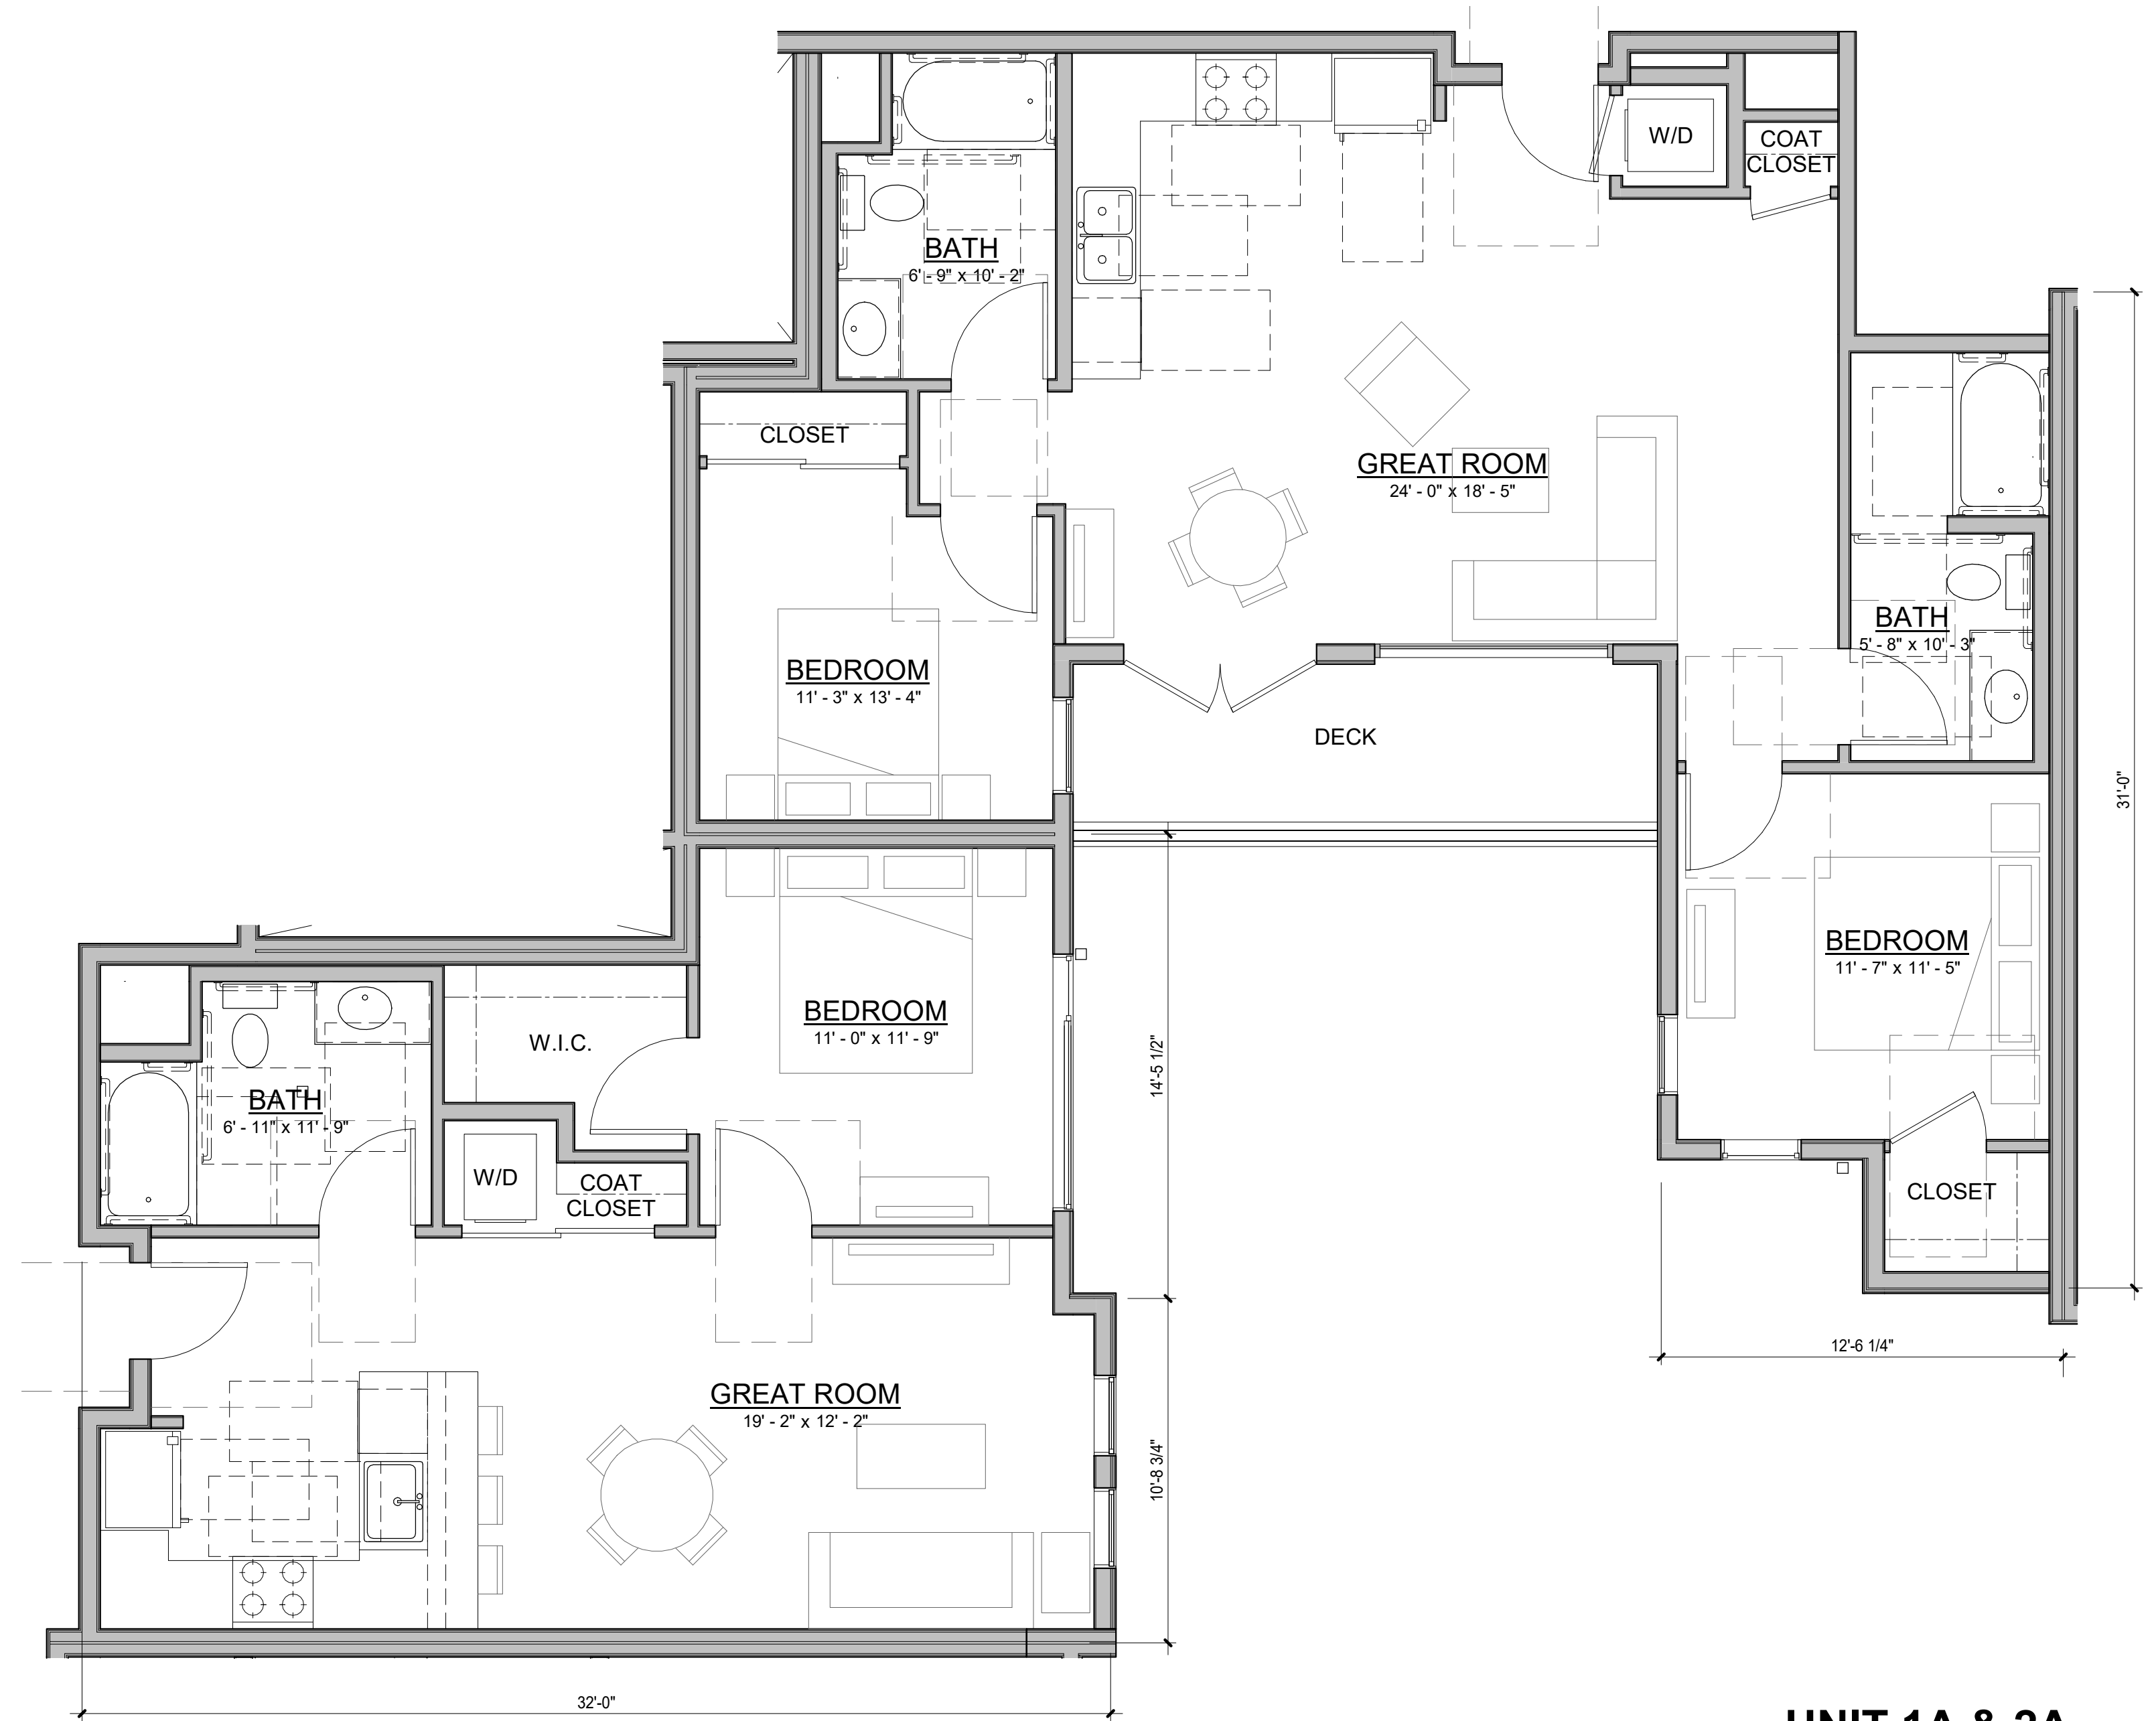 W/D
COAT
CLOSET
BATH
6' - 9" x 10' - 2"
CLOSET
GREAT ROOM
24' - 0" x 18' - 5"
BATH
5' - 8" x 10' - 3"
BEDROOM
11' - 3" x 13' - 4"
DECK
31'-0"
BEDROOM
11' - 7" x 11' - 5"
BEDROOM
11' - 0" x 11' - 9"
W.I.C.
14'-5 1/2"
BATH
6' - 11" x 11' - 9"
W/D
COAT
CLOSET
CLOSET
12'-6 1/4"
GREAT ROOM
19' - 2" x 12' - 2"
10'-8 3/4"
32'-0"
UNIT 1A & 2A